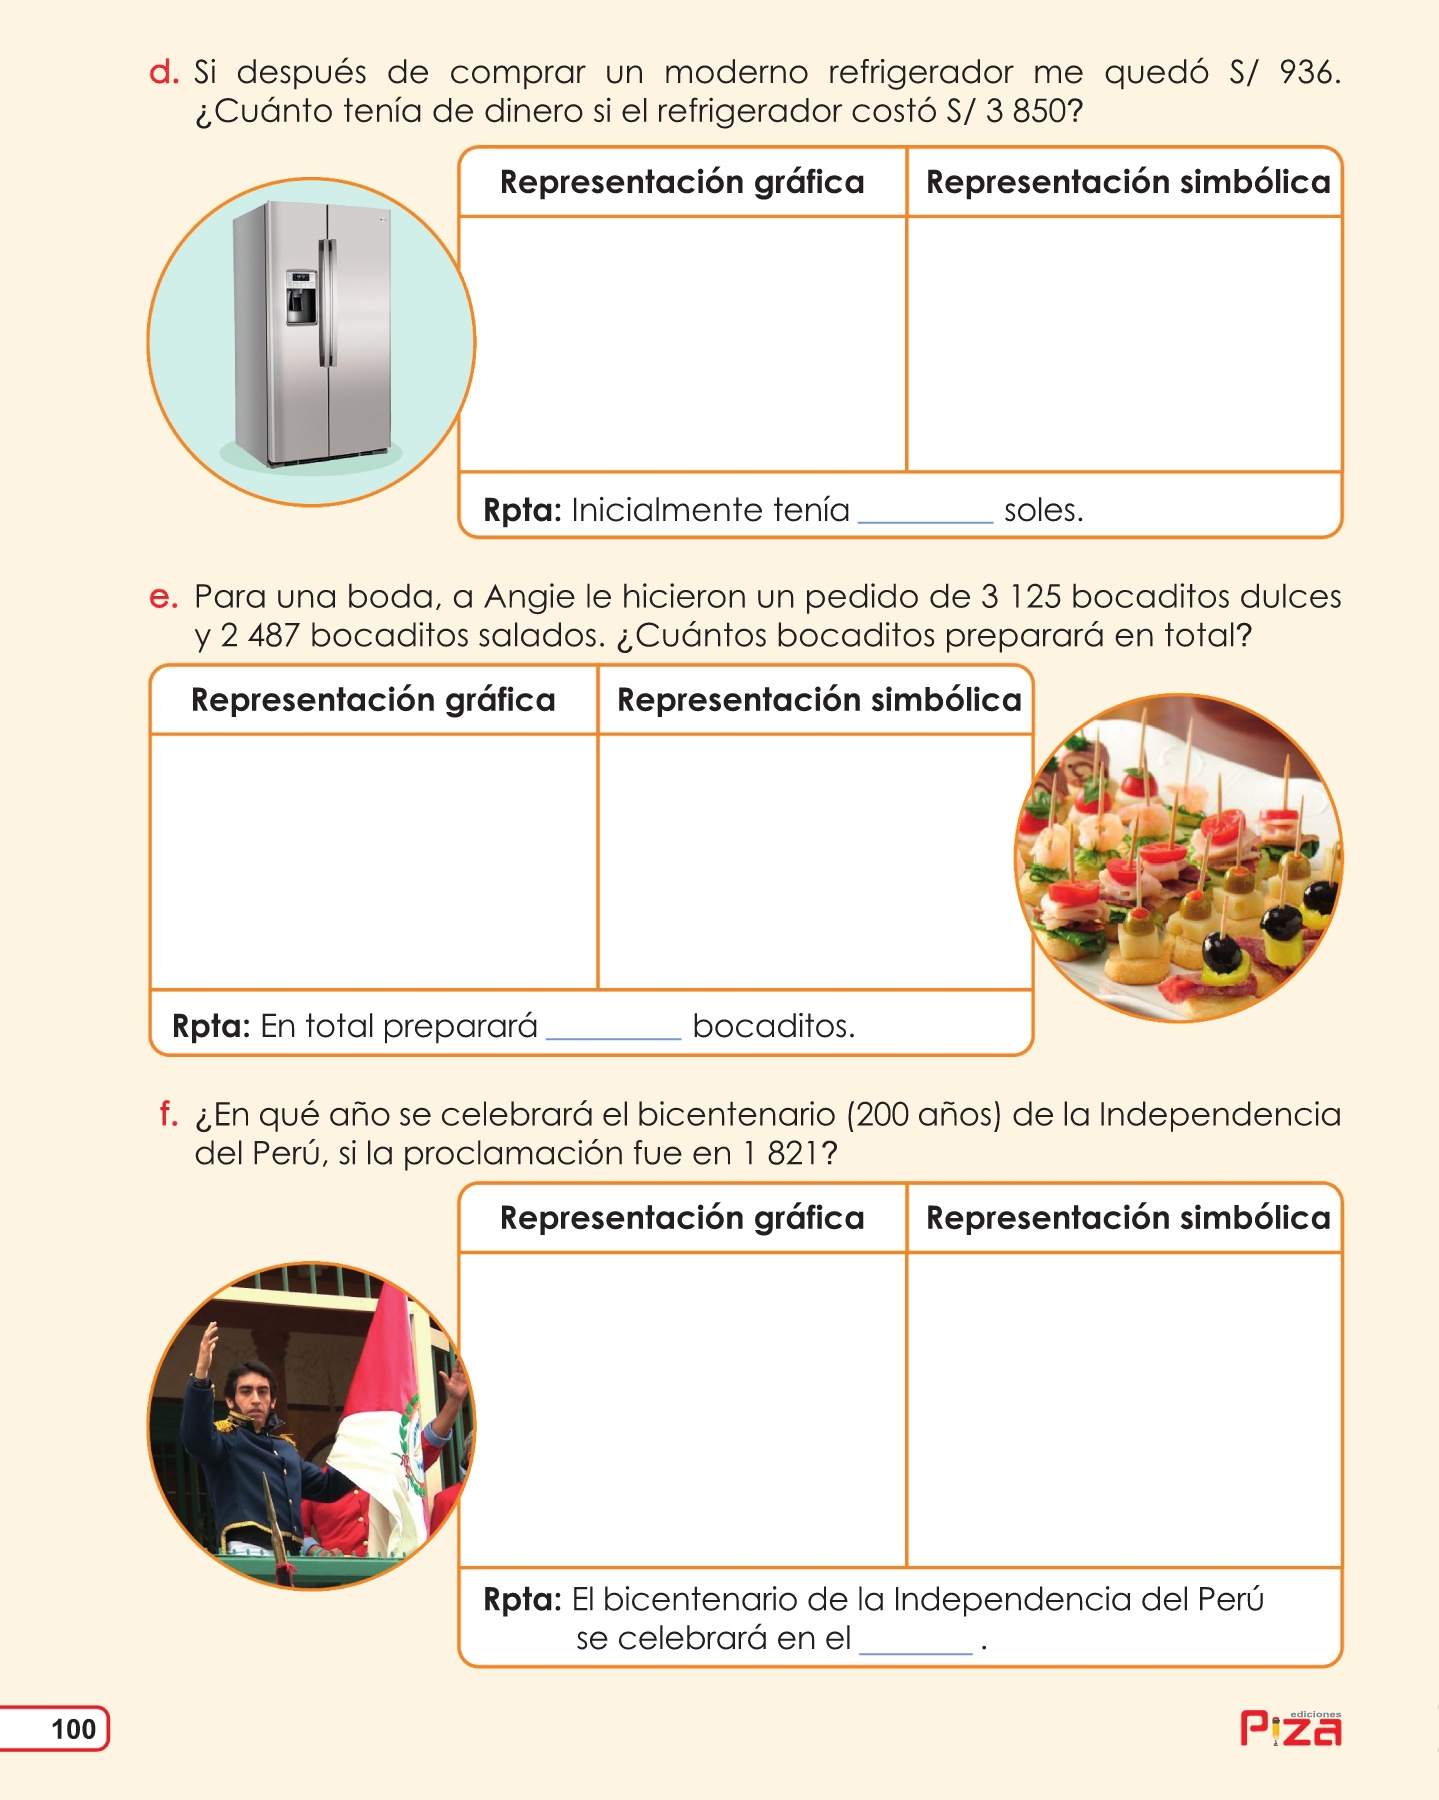 d. Si después de comprar un moderno refrigerador me quedó S/ 936.
¿Cuánto tenía de dinero si el refrigerador costó S/ 3 850?
Representación gráfica
Representación simbólica
Rpta: Inicialmente tenía ________ soles.
e. Para una boda, a Angie le hicieron un pedido de 3 125 bocaditos dulces
y 2 487 bocaditos salados. ¿Cuántos bocaditos preparará en total?
Representación gráfica
Representación simbólica
Rpta: En total preparará ________ bocaditos.
f. ¿En qué año se celebrará el bicentenario (200 años) de la Independencia
del Perú, si la proclamación fue en 1 821?
Representación gráfica
Representación simbólica
Rpta: El bicentenario de la Independencia del Perú
se celebrará en el _______ .
100
ediciones
Piza